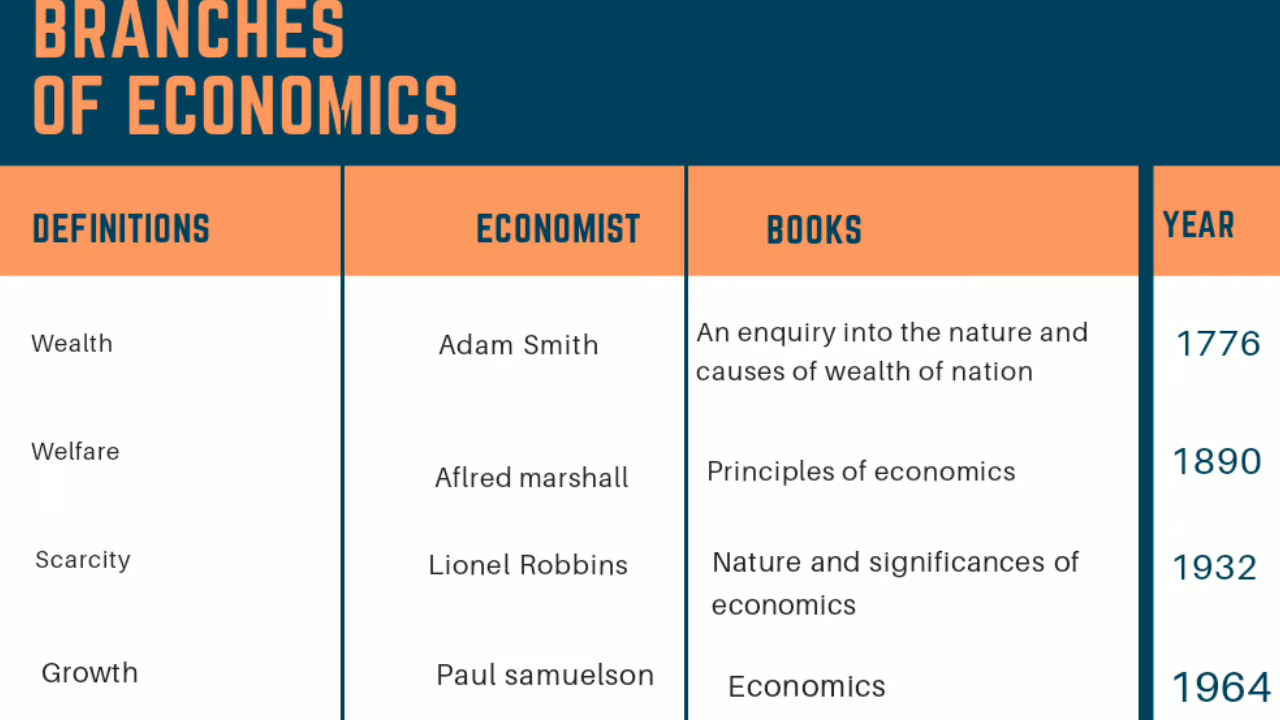 BRANCHES
OF ECONOMICS
DEFINITIONS ECONOMIST BOOKS YEAR
Wealth Adam Smith An enquiry into the nature and 1776
causes of wealth of nation
Welfare Aflred marshall Principles of economics 1890
Scarcity Lionel Robbins Nature and significances of 1932
economics
Growth Paul samuelson Economics 1964